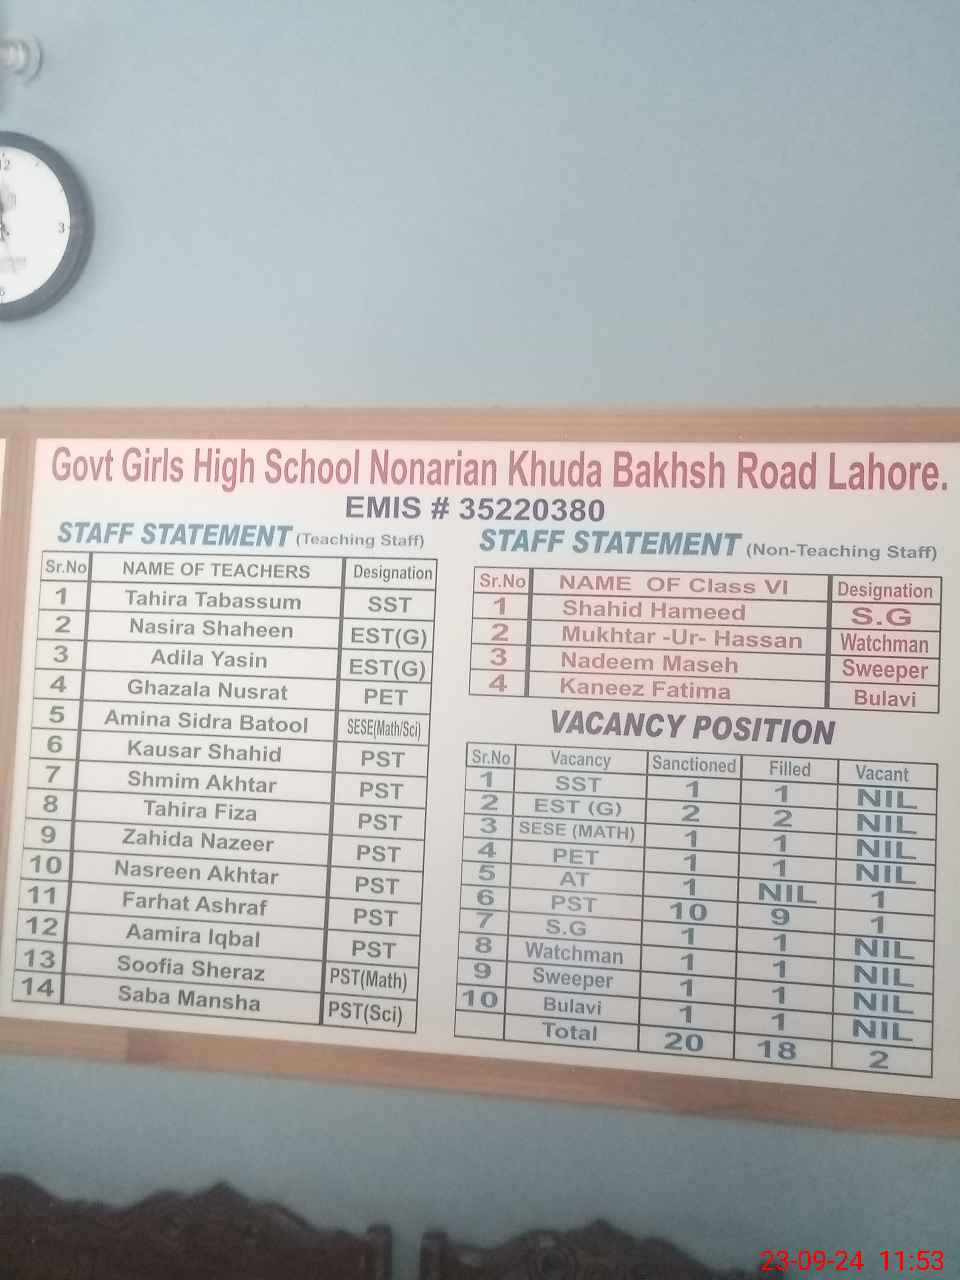 12
3
6
Govt Girls High School Nonarian Khuda Bakhsh Road Lahore.
EMIS # 35220380
STAFF STATEMENT (Teaching Staff)
Sr.No NAME OF TEACHERS Designation
1 Tahira Tabassum SST
2 Nasira Shaheen EST(G)
3 Adila Yasin EST(G)
4 Ghazala Nusrat PET
5 Amina Sidra Batool SESE(Math/Sci)
6 Kausar Shahid PST
7 Shmim Akhtar PST
8 Tahira Fiza PST
9 Zahida Nazeer PST
10 Nasreen Akhtar PST
11 Farhat Ashraf PST
12 Aamira Iqbal PST
13 Soofia Sheraz PST(Math)
14 Saba Mansha PST(Sci)
STAFF STATEMENT (Non-Teaching Staff)
Sr.No NAME OF Class VI Designation
1 Shahid Hameed S.G
2 Mukhtar -Ur- Hassan Watchman
3 Nadeem Maseh Sweeper
4 Kaneez Fatima Bulavi
VACANCY POSITION
Sr.No Vacancy Sanctioned Filled Vacant
1 SST 1 1 NIL
2 EST (G) 2 2 NIL
3 SESE (MATH) 1 1 NIL
4 PET 1 1 NIL
5 AT 1 NIL 1
6 PST 10 9 1
7 S.G 1 1 NIL
8 Watchman 1 1 NIL
9 Sweeper 1 1 NIL
10 Bulavi 1 1 NIL
Total 20 18 2
23-09-24 11:53